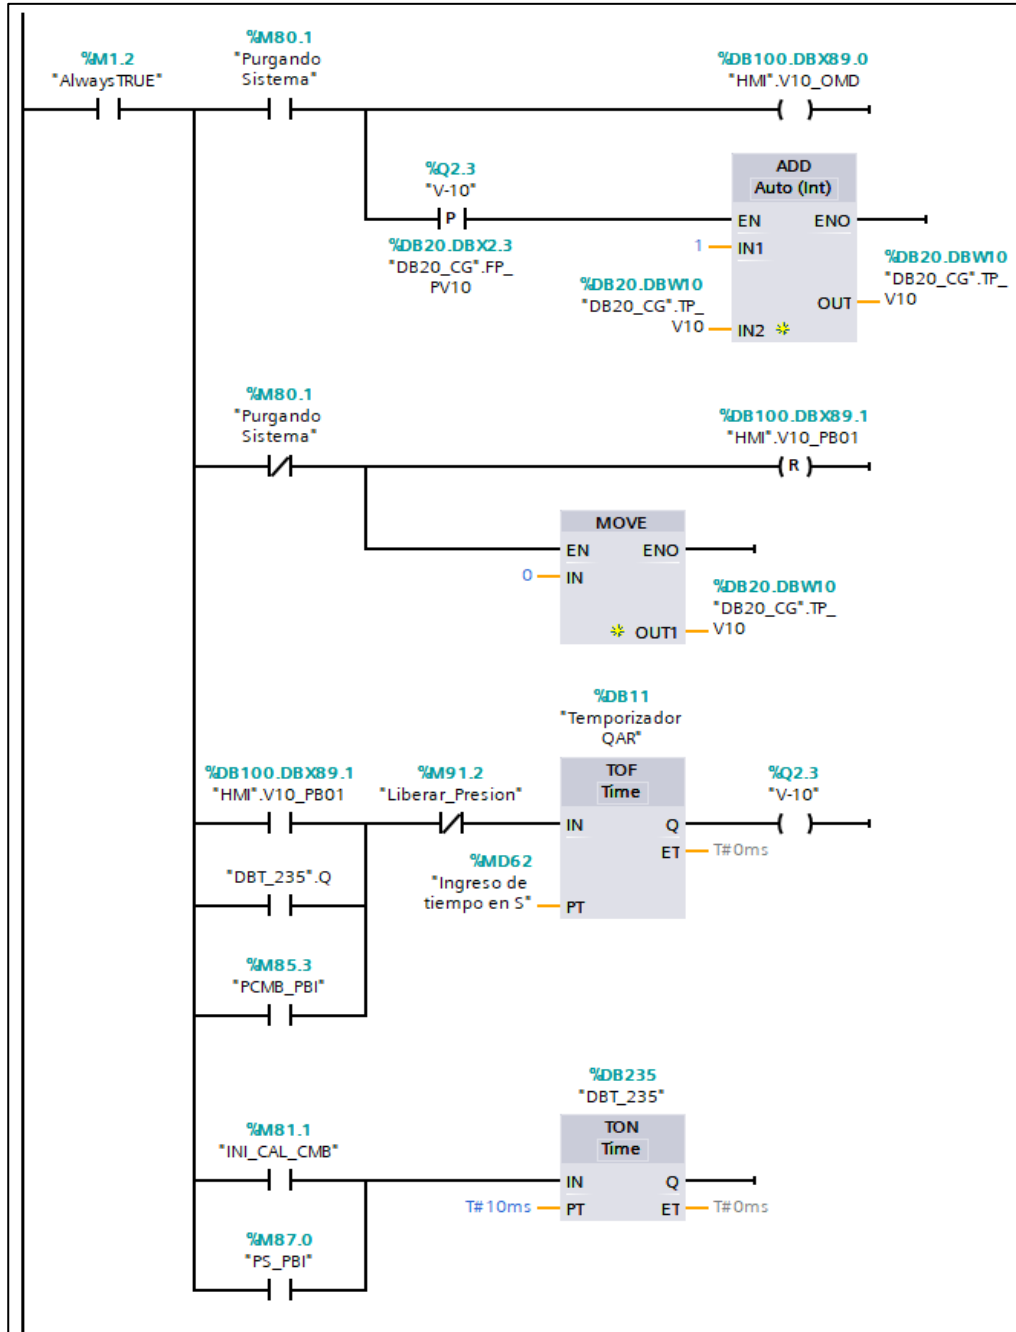 %M1.2
"AlwaysTRUE"
%M80.1
"Purgando
Sistema"
%DB100.DBX89.0
"HMI".V10_OMD
%Q2.3
"V-10"
P
%DB20.DBX2.3
"DB20_CG".FP_
PV10
ADD
Auto (Int)
EN
ENO
1
IN1
%DB20.DBW10
"DB20_CG".TP_
V10
IN2
OUT
%DB20.DBW10
"DB20_CG".TP_
V10
%M80.1
"Purgando
Sistema"
%DB100.DBX89.1
"HMI".V10_PB01
R
MOVE
EN
ENO
0
IN
OUT1
%DB20.DBW10
"DB20_CG".TP_
V10
%DB100.DBX89.1
"HMI".V10_PB01
%M91.2
"Liberar_Presion"
%DB11
"Temporizador
QAR"
TOF
Time
IN
Q
ET
T#0ms
%MD62
"Ingreso de
tiempo en S"
PT
%Q2.3
"V-10"
"DBT_235".Q
%M85.3
"PCMB_PBI"
%M81.1
"INI_CAL_CMB"
%DB235
"DBT_235"
TON
Time
IN
Q
T#10ms
PT
ET
T#0ms
%M87.0
"PS_PBI"